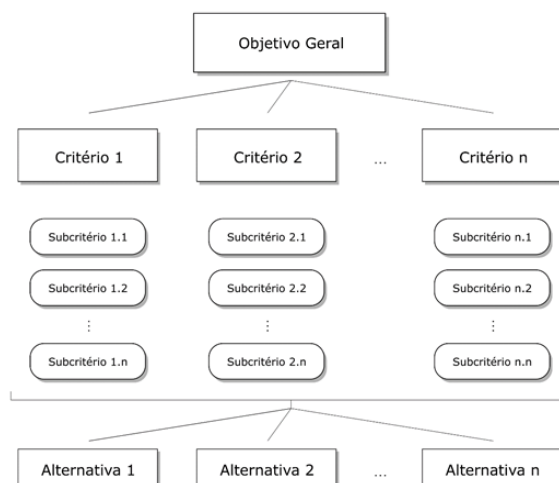 Objetivo Geral
Critério 1
Critério 2
...
Critério n
Subcritério 1.1
Subcritério 2.1
Subcritério n.1
Subcritério 1.2
Subcritério 2.2
Subcritério n.2
⋮
⋮
⋮
Subcritério 1.n
Subcritério 2.n
Subcritério n.n
Alternativa 1
Alternativa 2
...
Alternativa n